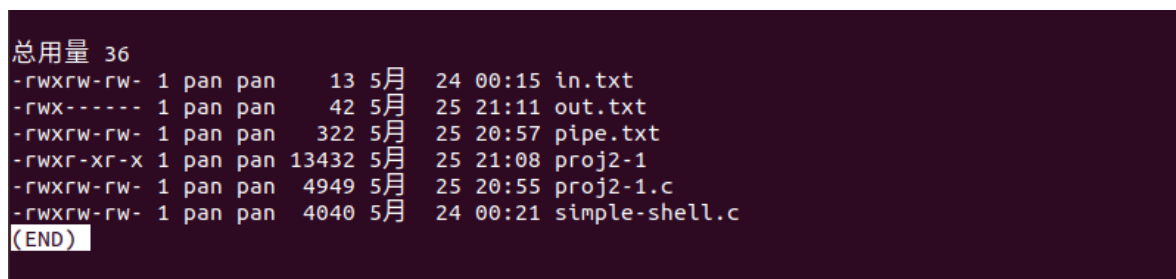 总用量 36
-rwxrw-rw- 1 pan pan    13 5月  24 00:15 in.txt
-rwx------ 1 pan pan    42 5月  25 21:11 out.txt
-rwxrw-rw- 1 pan pan   322 5月  25 20:57 pipe.txt
-rwxr-xr-x 1 pan pan 13432 5月  25 21:08 proj2-1
-rwxrw-rw- 1 pan pan  4949 5月  25 20:55 proj2-1.c
-rwxrw-rw- 1 pan pan  4040 5月  24 00:21 simple-shell.c
(END)